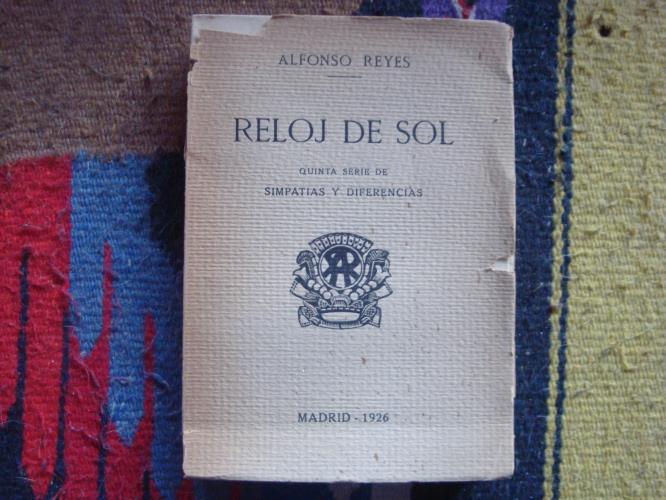 ALFONSO REYES
RELOJ DE SOL
QUINTA SERIE DE
SIMPATIAS Y DIFERENCIAS
AR
MADRID - 1926